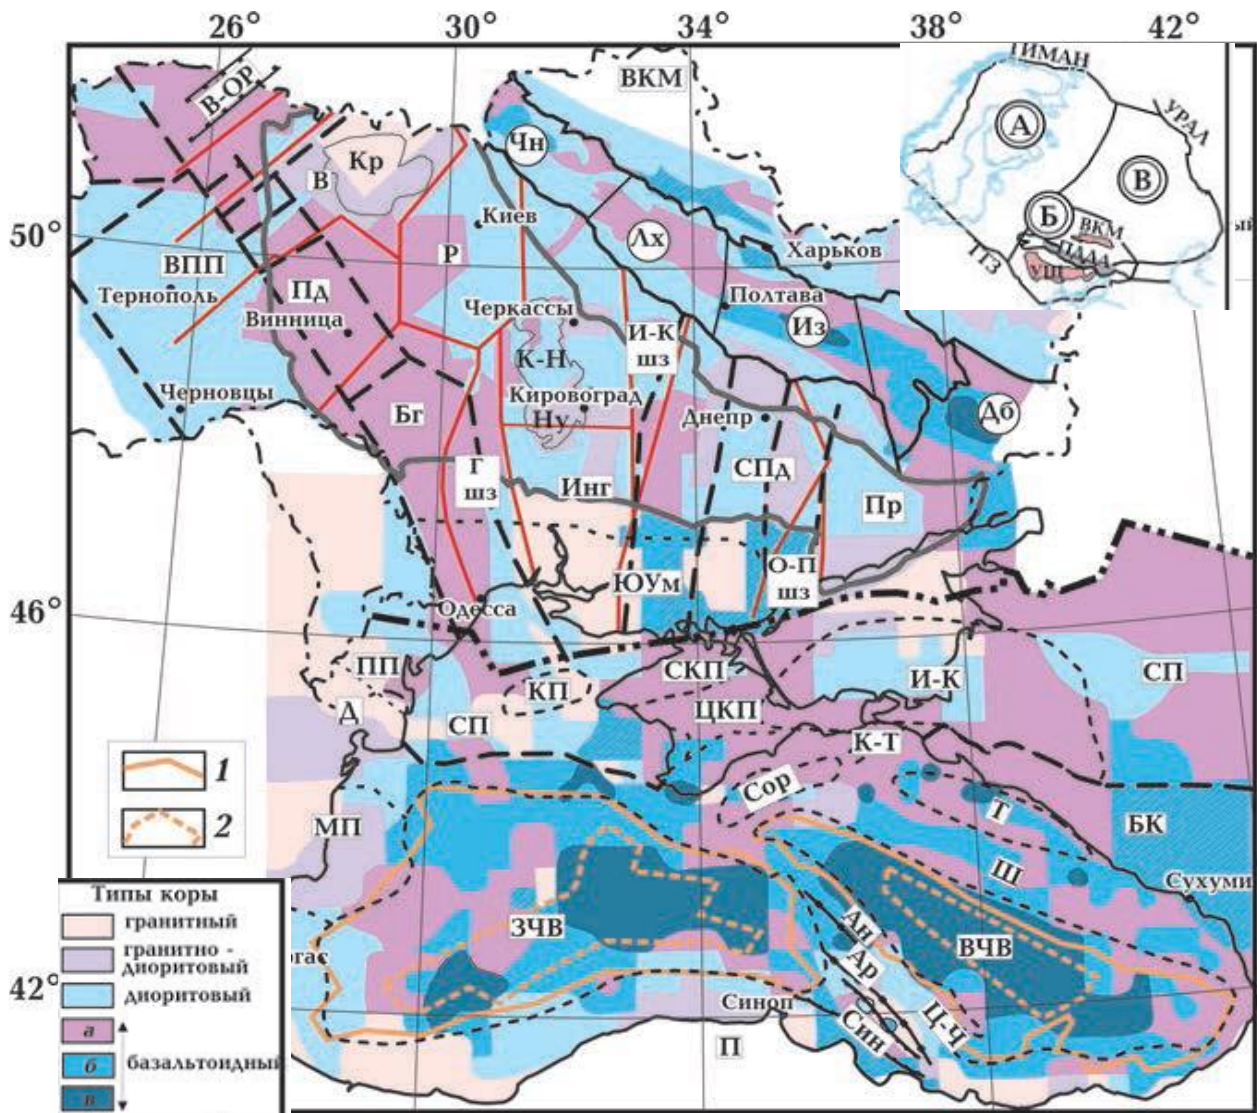 26°
30°
34°
38°
42°
ТИМАН
УРАЛ
А
В
Б
ВКМ
ПДДА
УЩ
ТТЗ
ВКМ
В-ОР
Чн
Кр
В
Киев
50°
Р
Лх
Харьков
ВПП
Тернополь
Пд
Винница
Черкассы
Полтава
Из
И-К
шз
К-Н
Кировоград
Ну
Черновцы
Бг
Днепр
Дб
Г
шз
СПд
Инг
Пр
ЮУм
О-П
шз
46°
Одесса
ПП
СКП
КП
И-К
СП
Д
СП
ЦКП
К-Т
1
2
Сор
Т
БК
МП
Ш
Сухуми
ЗЧВ
Ан
ВЧВ
Ар
42°
Синоп
Ц-Ч
Син
П
Типы коры
гранитный
гранитно -
диоритовый
диоритовый
а
б
базальтоидный
в